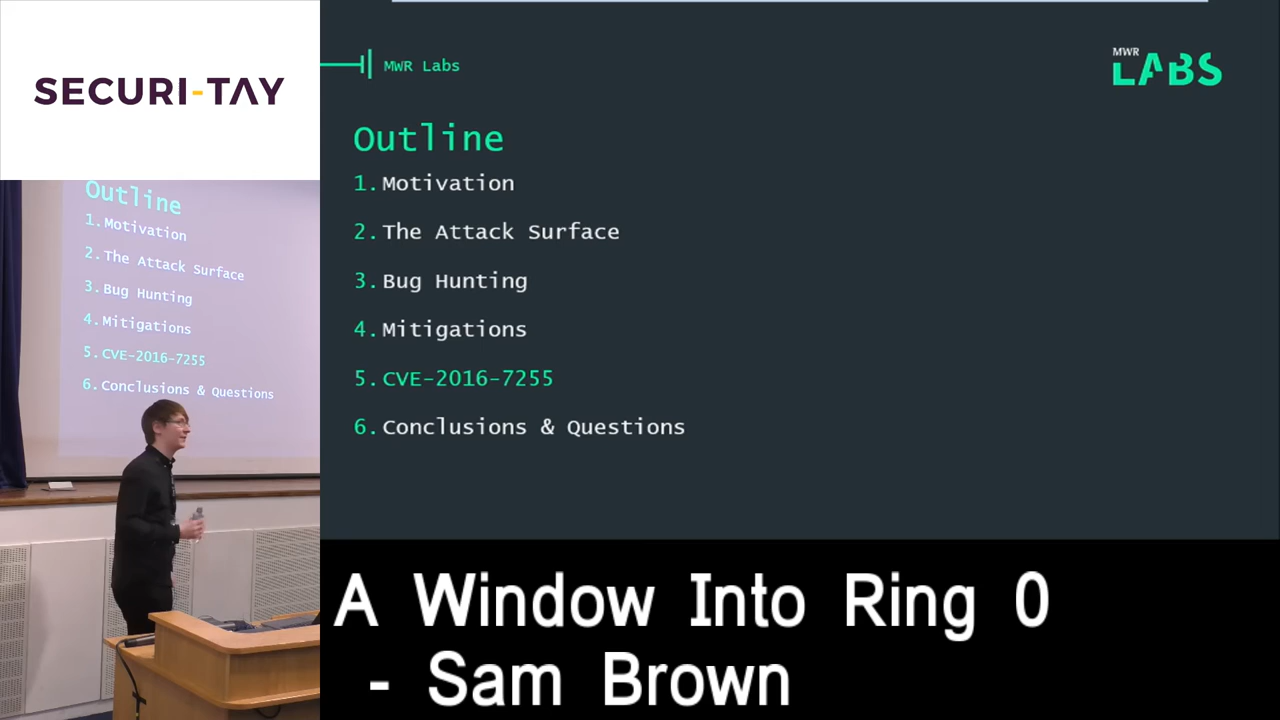 SECURI-TAY
Outline
1. Motivation
2. The Attack Surface
3. Bug Hunting
4. Mitigations
5. CVE-2016-7255
6. Conclusions & Questions
MWR Labs
MWR
LABS
Outline
1. Motivation
2. The Attack Surface
3. Bug Hunting
4. Mitigations
5. CVE-2016-7255
6. Conclusions & Questions
A Window Into Ring 0
- Sam Brown